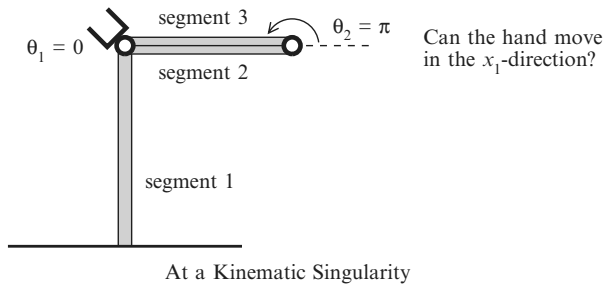 segment 3
θ₁ = 0
θ₂ = π
Can the hand move
in the x₁-direction?
segment 2
segment 1
At a Kinematic Singularity